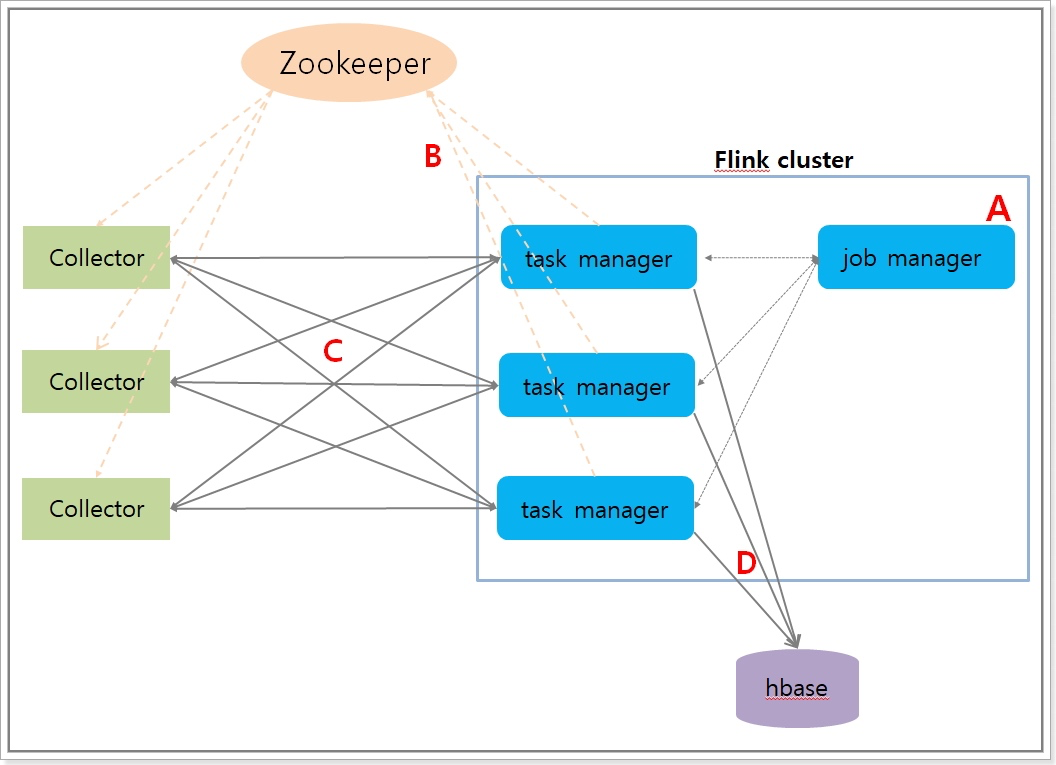 Zookeeper
B
Flink cluster
A
Collector
task manager
job manager
C
Collector
task manager
Collector
task manager
D
hbase